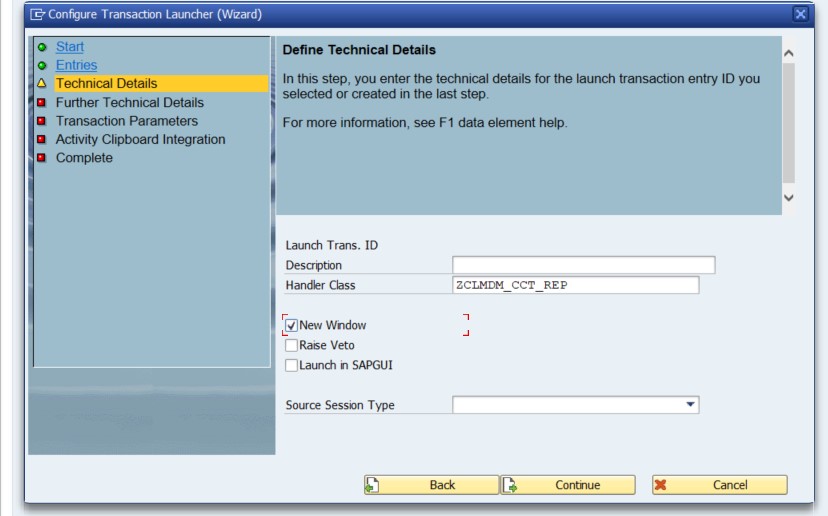 Configure Transaction Launcher (Wizard)
Start
Entries
Technical Details
Further Technical Details
Transaction Parameters
Activity Clipboard Integration
Complete
Define Technical Details
In this step, you enter the technical details for the launch transaction entry ID you
selected or created in the last step.
For more information, see F1 data element help.
Launch Trans. ID
Description
Handler Class ZCLMDM_CCT_REP
New Window
Raise Veto
Launch in SAPGUI
Source Session Type
Back Continue Cancel